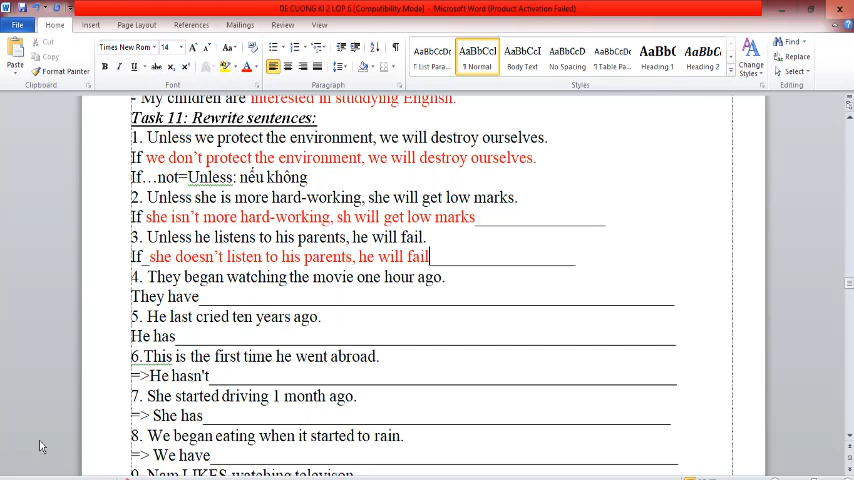 DE CUONG KI 2 LOP 6 [Compatibility Mode] - Microsoft Word (Product Activation Failed)
File Home Insert Page Layout References Mailings Review View
Cut
Copy
Format Painter
Paste
Clipboard
Times New Rom 14
Font
Paragraph
AaBbCcDc AaBbCcI AaBbCcI AaBbCcDc AaBbCcDc AaBbC AaBbCc
¶ List Para... ¶ Normal Body Text ¶ No Spacing ¶ Table Pa... Heading 1 Heading 2
Styles
Change Styles
Find
Replace
Select
Editing
- My children are interested in studdying English.
Task 11: Rewrite sentences:
1. Unless we protect the environment, we will destroy ourselves.
If we don’t protect the environment, we will destroy ourselves.
If…not=Unless: nếu không
2. Unless she is more hard-working, she will get low marks.
If she isn’t more hard-working, sh will get low marks
3. Unless he listens to his parents, he will fail.
If_she doesn’t listen to his parents, he will fail
4. They began watching the movie one hour ago.
They have
5. He last cried ten years ago.
He has
6.This is the first time he went abroad.
=>He hasn't
7. She started driving 1 month ago.
=> She has
8. We began eating when it started to rain.
=> We have
9. Nam LIKES watching televison.